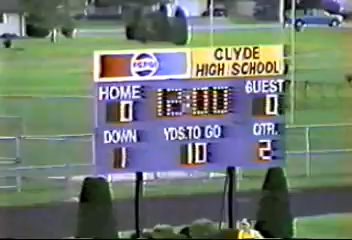 PEPSI
CLYDE
HIGH SCHOOL
HOME 12:00 GUEST
0 0
DOWN YDS.TO GO QTR.
1 10 2